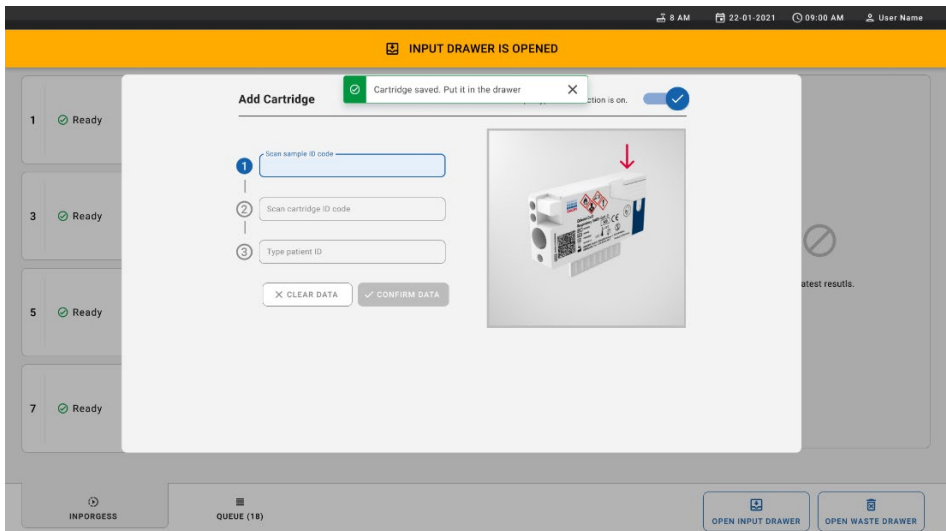 8 AM
22-01-2021
09:00 AM
User Name
INPUT DRAWER IS OPENED
Add Cartridge
Cartridge saved. Put it in the drawer
is on.
1
Ready
3
Ready
5
Ready
7
Ready
1
Scan sample ID code
2
Scan cartridge ID code
3
Type patient ID
CLEAR DATA
CONFIRM DATA
resutls.
INPORGESS
QUEUE (18)
OPEN INPUT DRAWER
OPEN WASTE DRAWER